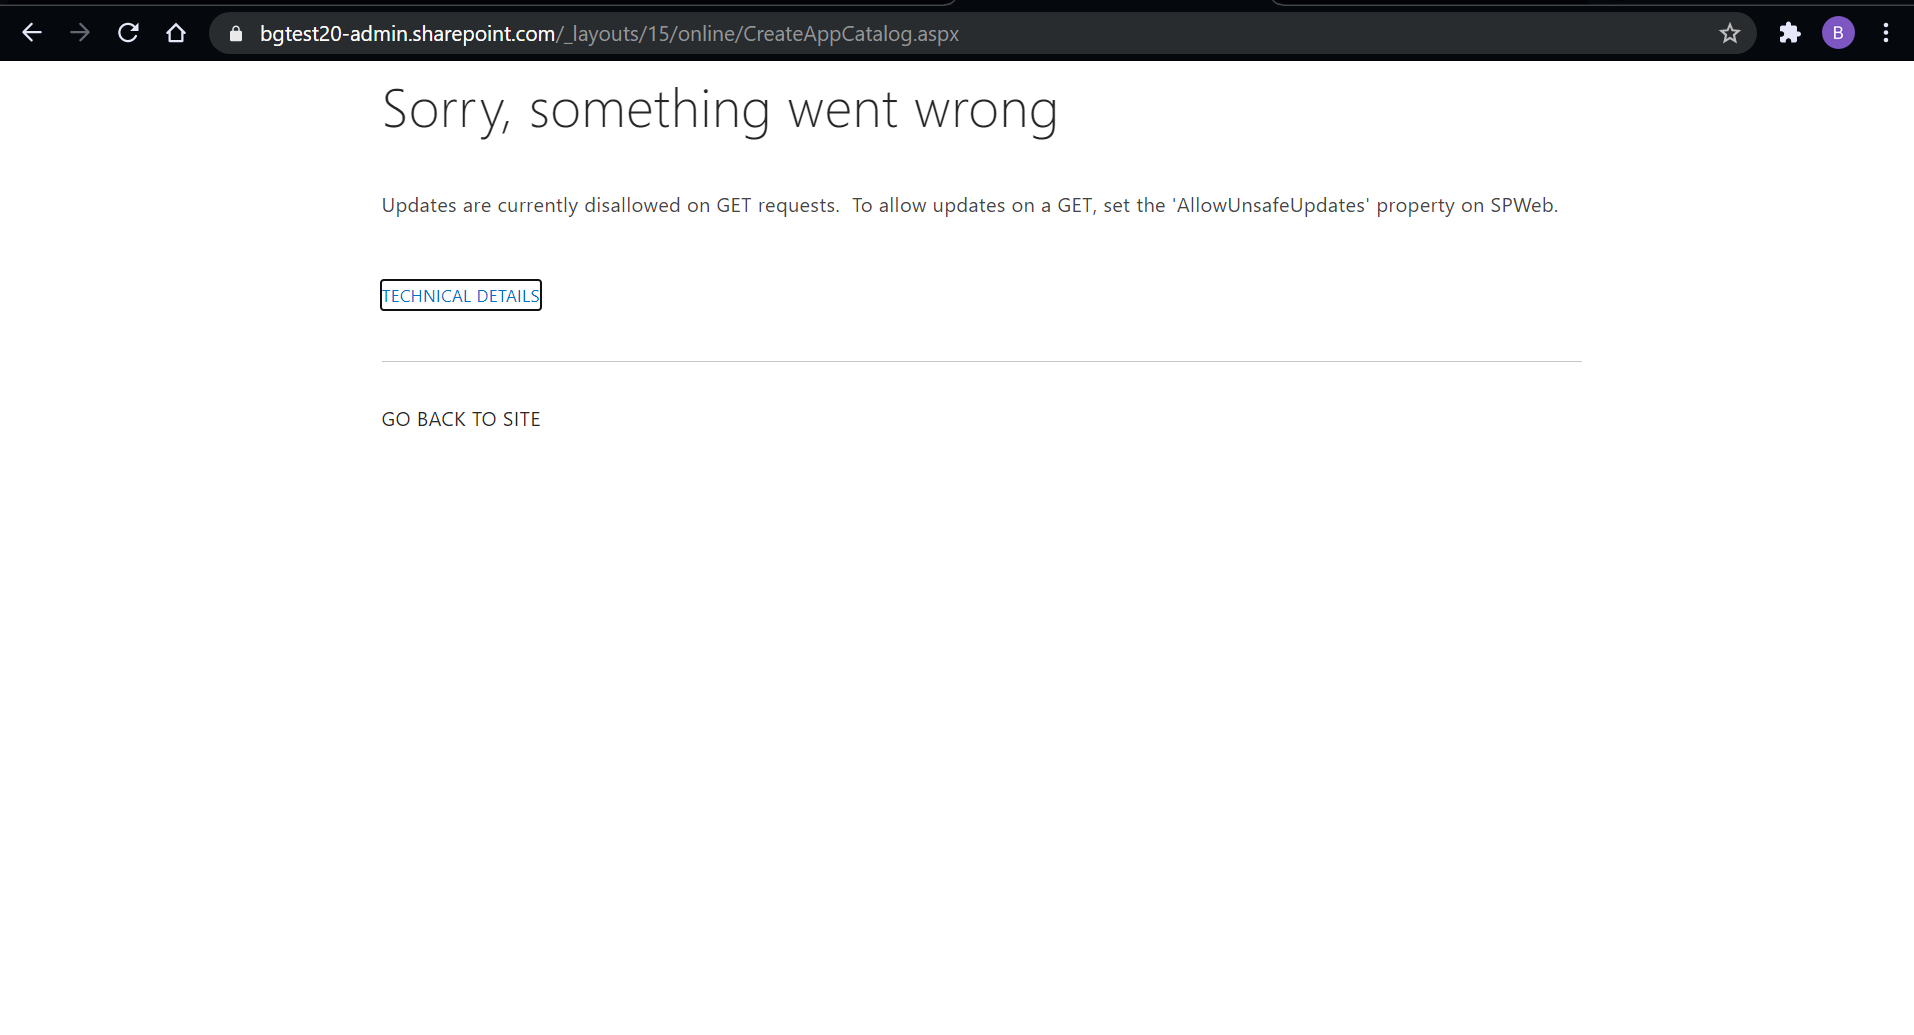 bgtest20-admin.sharepoint.com/_layouts/15/online/CreateAppCatalog.aspx
B
Sorry, something went wrong
Updates are currently disallowed on GET requests.  To allow updates on a GET, set the 'AllowUnsafeUpdates' property on SPWeb.
TECHNICAL DETAILS
GO BACK TO SITE